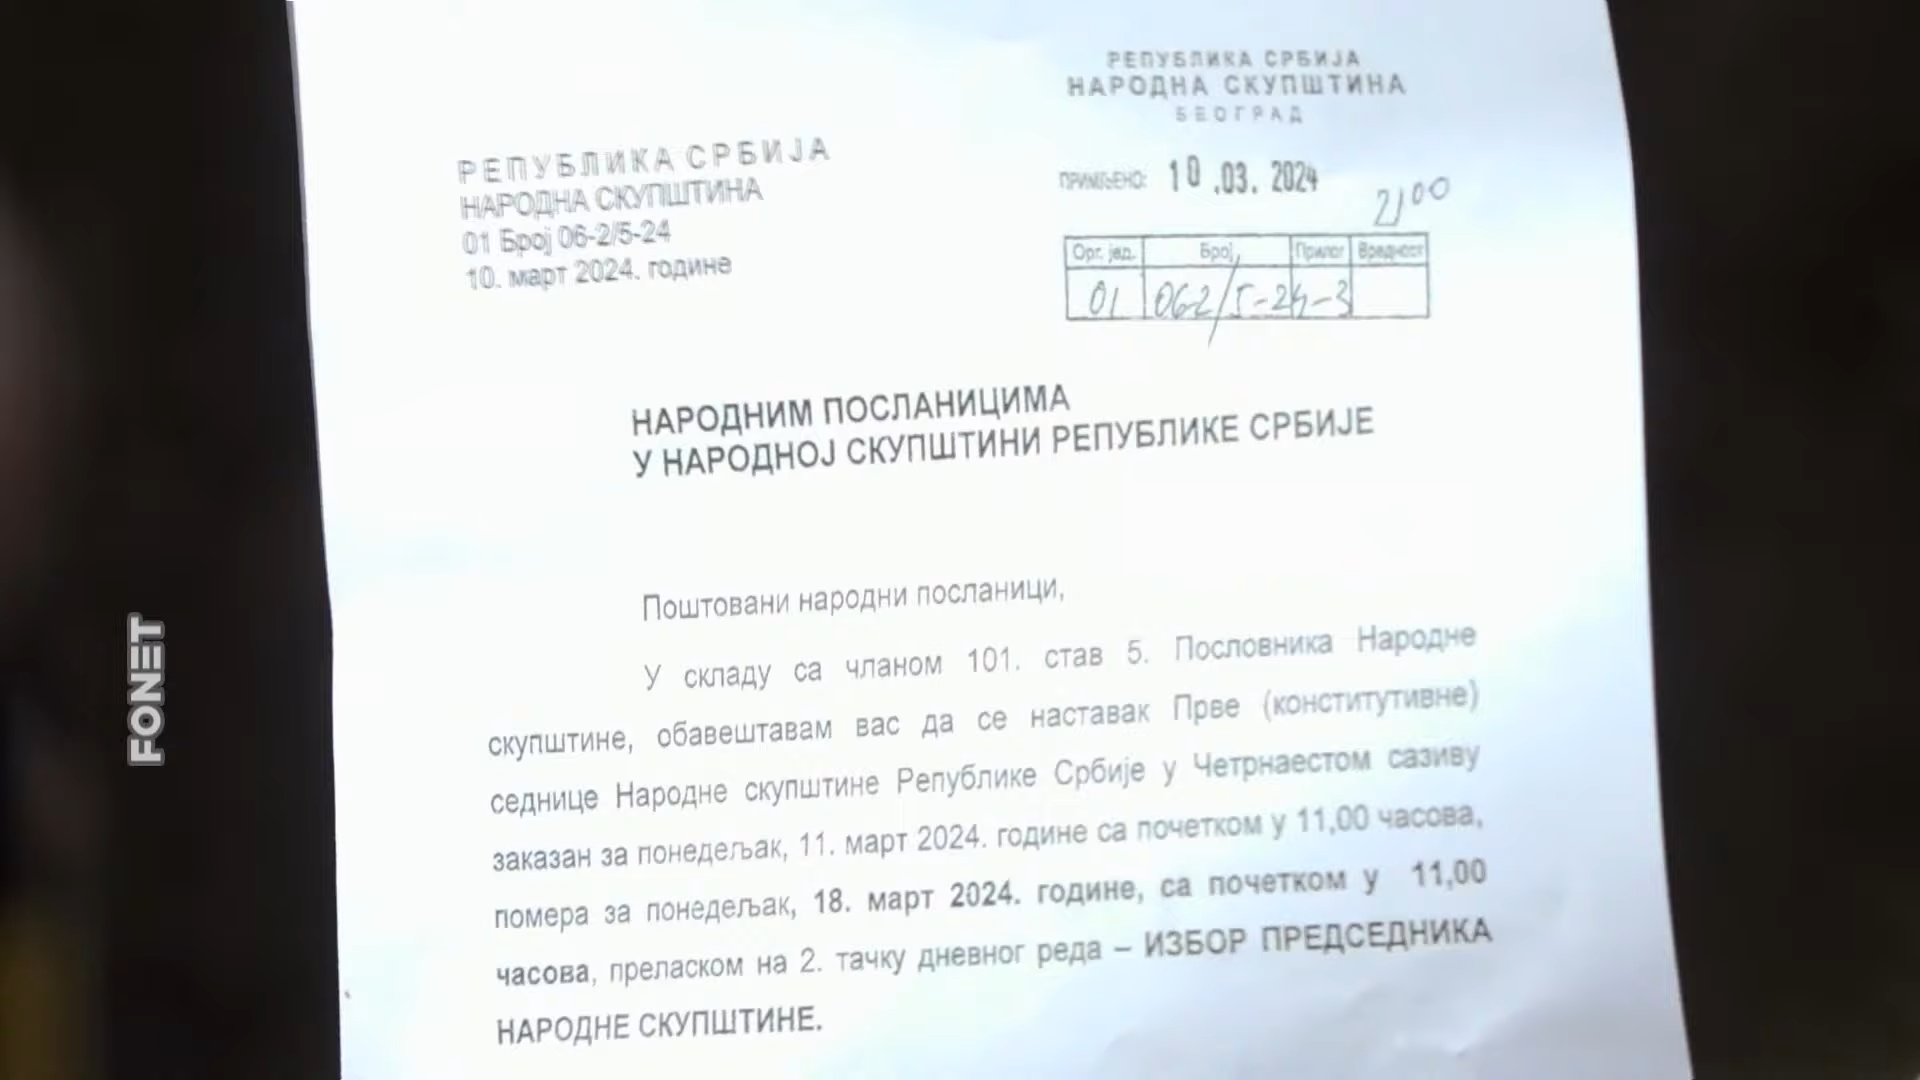 РЕПУБЛИКА СРБИЈА
НАРОДНА СКУПШТИНА
БЕОГРАД
ПРИМЉЕНО: 10.03.2024
2100
Орг. јед. Број Прилог Вредност
01 06-2/5-24-3
РЕПУБЛИКА СРБИЈА
НАРОДНА СКУПШТИНА
01 Број 06-2/5-24
10. март 2024. године
НАРОДНИМ ПОСЛАНИЦИМА
У НАРОДНОЈ СКУПШТИНИ РЕПУБЛИКЕ СРБИЈЕ
Поштовани народни посланици,
У складу са чланом 101. став 5. Пословника Народне
скупштине, обавештавам вас да се наставак Прве (конститутивне)
седнице Народне скупштине Републике Србије у Четрнаестом сазиву
заказан за понедељак, 11. март 2024. године са почетком у 11,00 часова,
помера за понедељак, 18. март 2024. године, са почетком у 11,00
часова, преласком на 2. тачку дневног реда – ИЗБОР ПРЕДСЕДНИКА
НАРОДНЕ СКУПШТИНЕ.
FONET